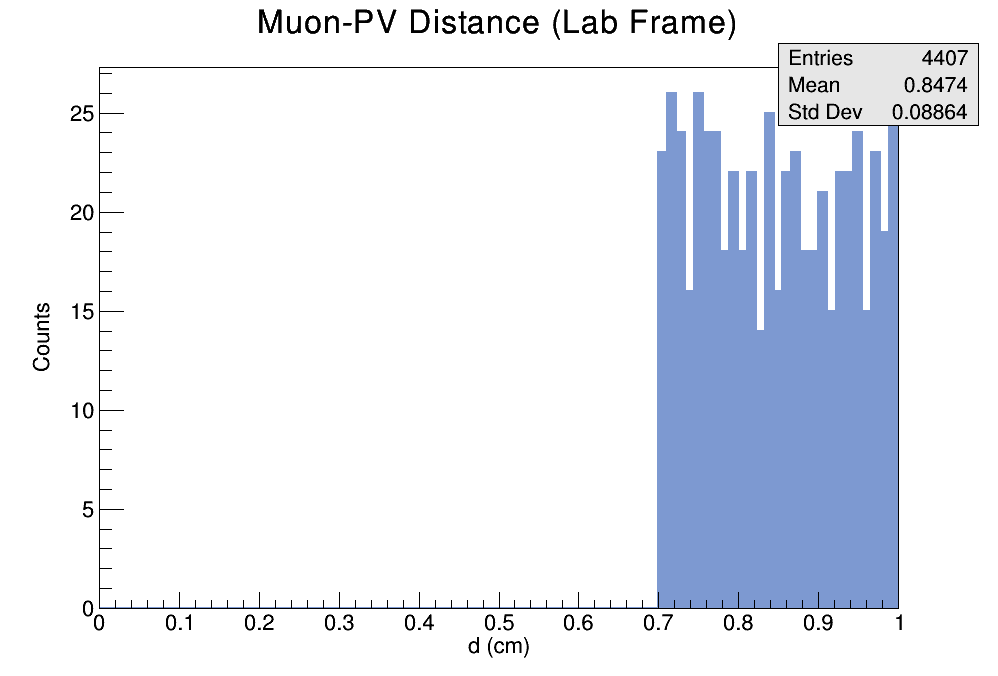 Muon-PV Distance (Lab Frame)
Entries 4407
Mean 0.8474
Std Dev 0.08864
25
20
15
10
5
0
Counts
0 0.1 0.2 0.3 0.4 0.5 0.6 0.7 0.8 0.9 1
d (cm)